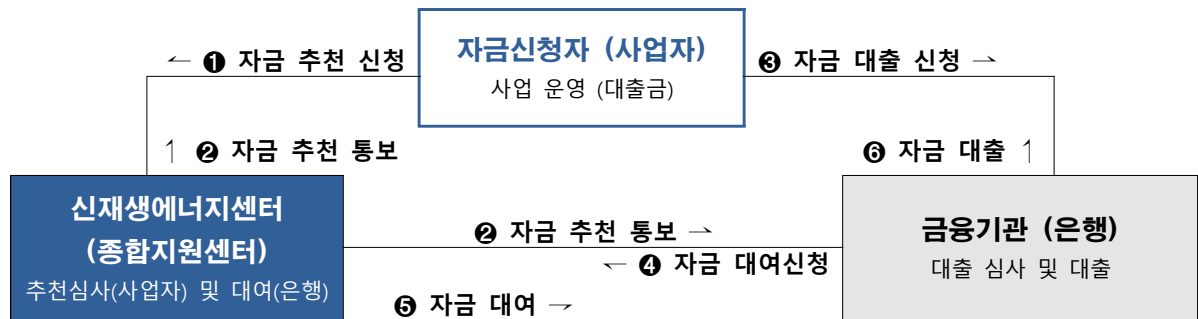 자금신청자 (사업자)
사업 운영 (대출금)
← ❶ 자금 추천 신청
❸ 자금 대출 신청 →
↿ ❷ 자금 추천 통보
❻ 자금 대출 ↿
신재생에너지센터
(종합지원센터)
추천심사(사업자) 및 대여(은행)
❷ 자금 추천 통보 →
← ❹ 자금 대여신청
❺ 자금 대여 →
금융기관 (은행)
대출 심사 및 대출